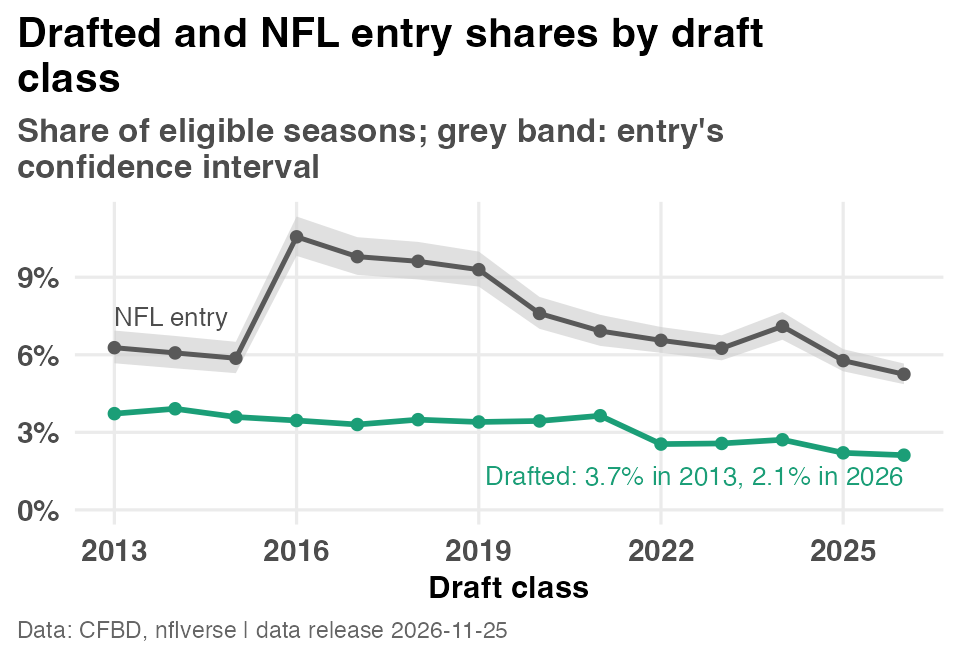 Drafted and NFL entry shares by draft
class
Share of eligible seasons; grey band: entry's
confidence interval
9%
6%
3%
0%
NFL entry
Drafted: 3.7% in 2013, 2.1% in 2026
2013 2016 2019 2022 2025
Draft class
Data: CFBD, nflverse | data release 2026-11-25